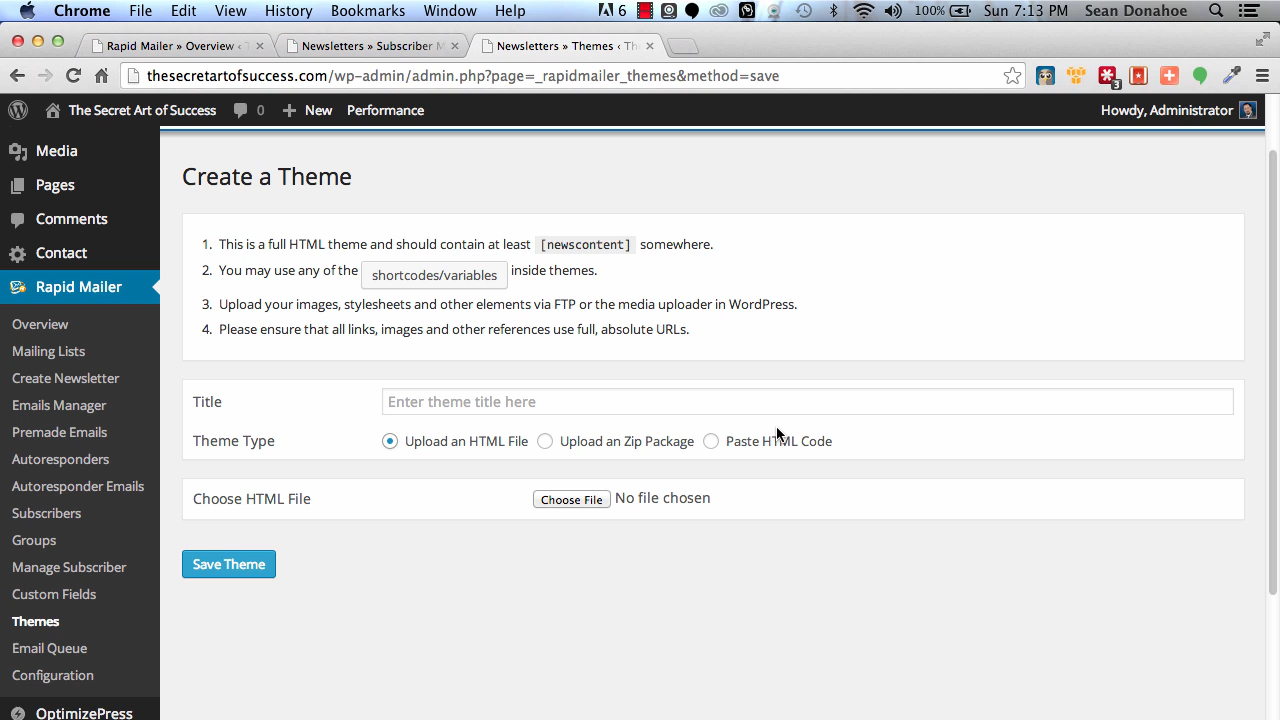 Chrome File Edit View History Bookmarks Window Help 6 100% Sun 7:13 PM Sean Donahoe
Rapid Mailer » Overview ‹ T × Newsletters » Subscriber M × Newsletters » Themes ‹ Th ×
thesecretartofsuccess.com/wp-admin/admin.php?page=_rapidmailer_themes&method=save 3
The Secret Art of Success 0 New Performance Howdy, Administrator
Media
Pages
Comments
Contact
Rapid Mailer
Overview
Mailing Lists
Create Newsletter
Emails Manager
Premade Emails
Autoresponders
Autoresponder Emails
Subscribers
Groups
Manage Subscriber
Custom Fields
Themes
Email Queue
Configuration
OptimizePress
Create a Theme
1. This is a full HTML theme and should contain at least [newscontent] somewhere.
2. You may use any of the shortcodes/variables inside themes.
3. Upload your images, stylesheets and other elements via FTP or the media uploader in WordPress.
4. Please ensure that all links, images and other references use full, absolute URLs.
Title Enter theme title here
Theme Type Upload an HTML File Upload an Zip Package Paste HTML Code
Choose HTML File Choose File No file chosen
Save Theme